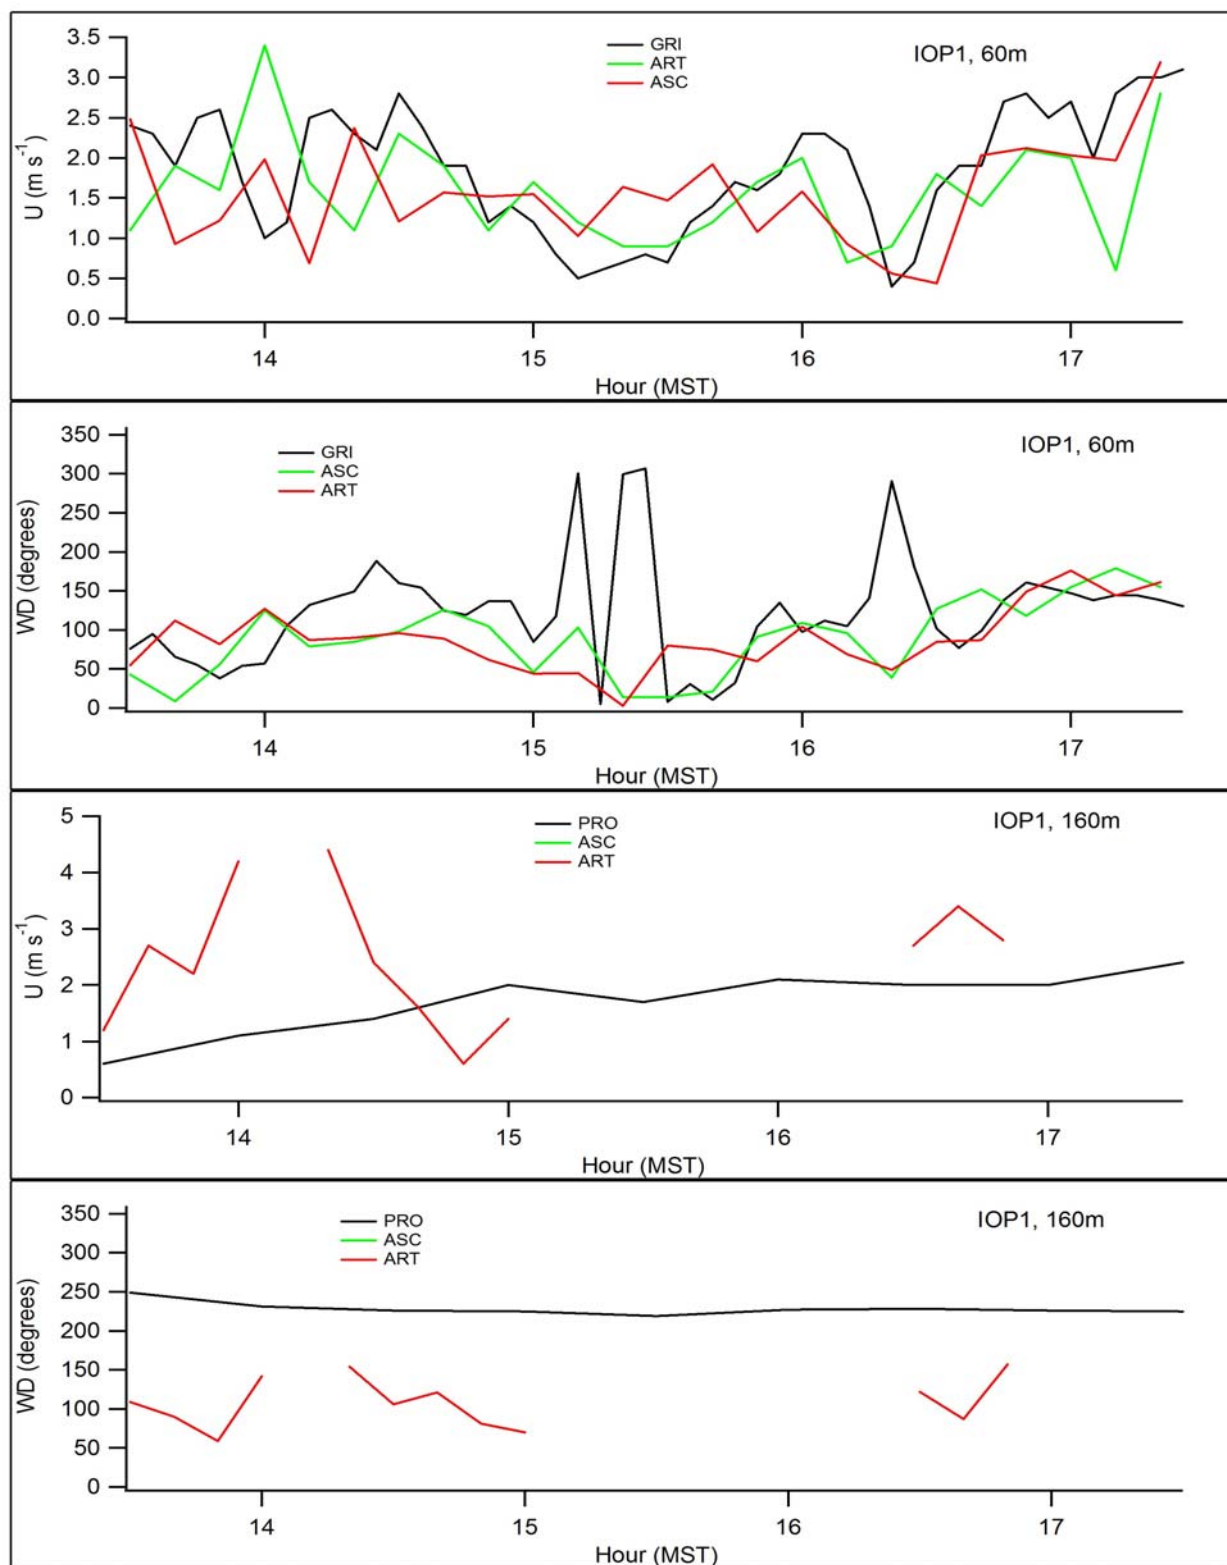 3.5
3.0
2.5
2.0
1.5
1.0
0.5
0.0
U (m s-1)
GRI
ART
ASC
IOP1, 60m
14 15 16 17
Hour (MST)
350
300
250
200
150
100
50
0
WD (degrees)
GRI
ASC
ART
IOP1, 60m
14 15 16 17
Hour (MST)
5
4
3
2
1
0
U (m s-1)
PRO
ASC
ART
IOP1, 160m
14 15 16 17
Hour (MST)
350
300
250
200
150
100
50
0
WD (degrees)
PRO
ASC
ART
IOP1, 160m
14 15 16 17
Hour (MST)